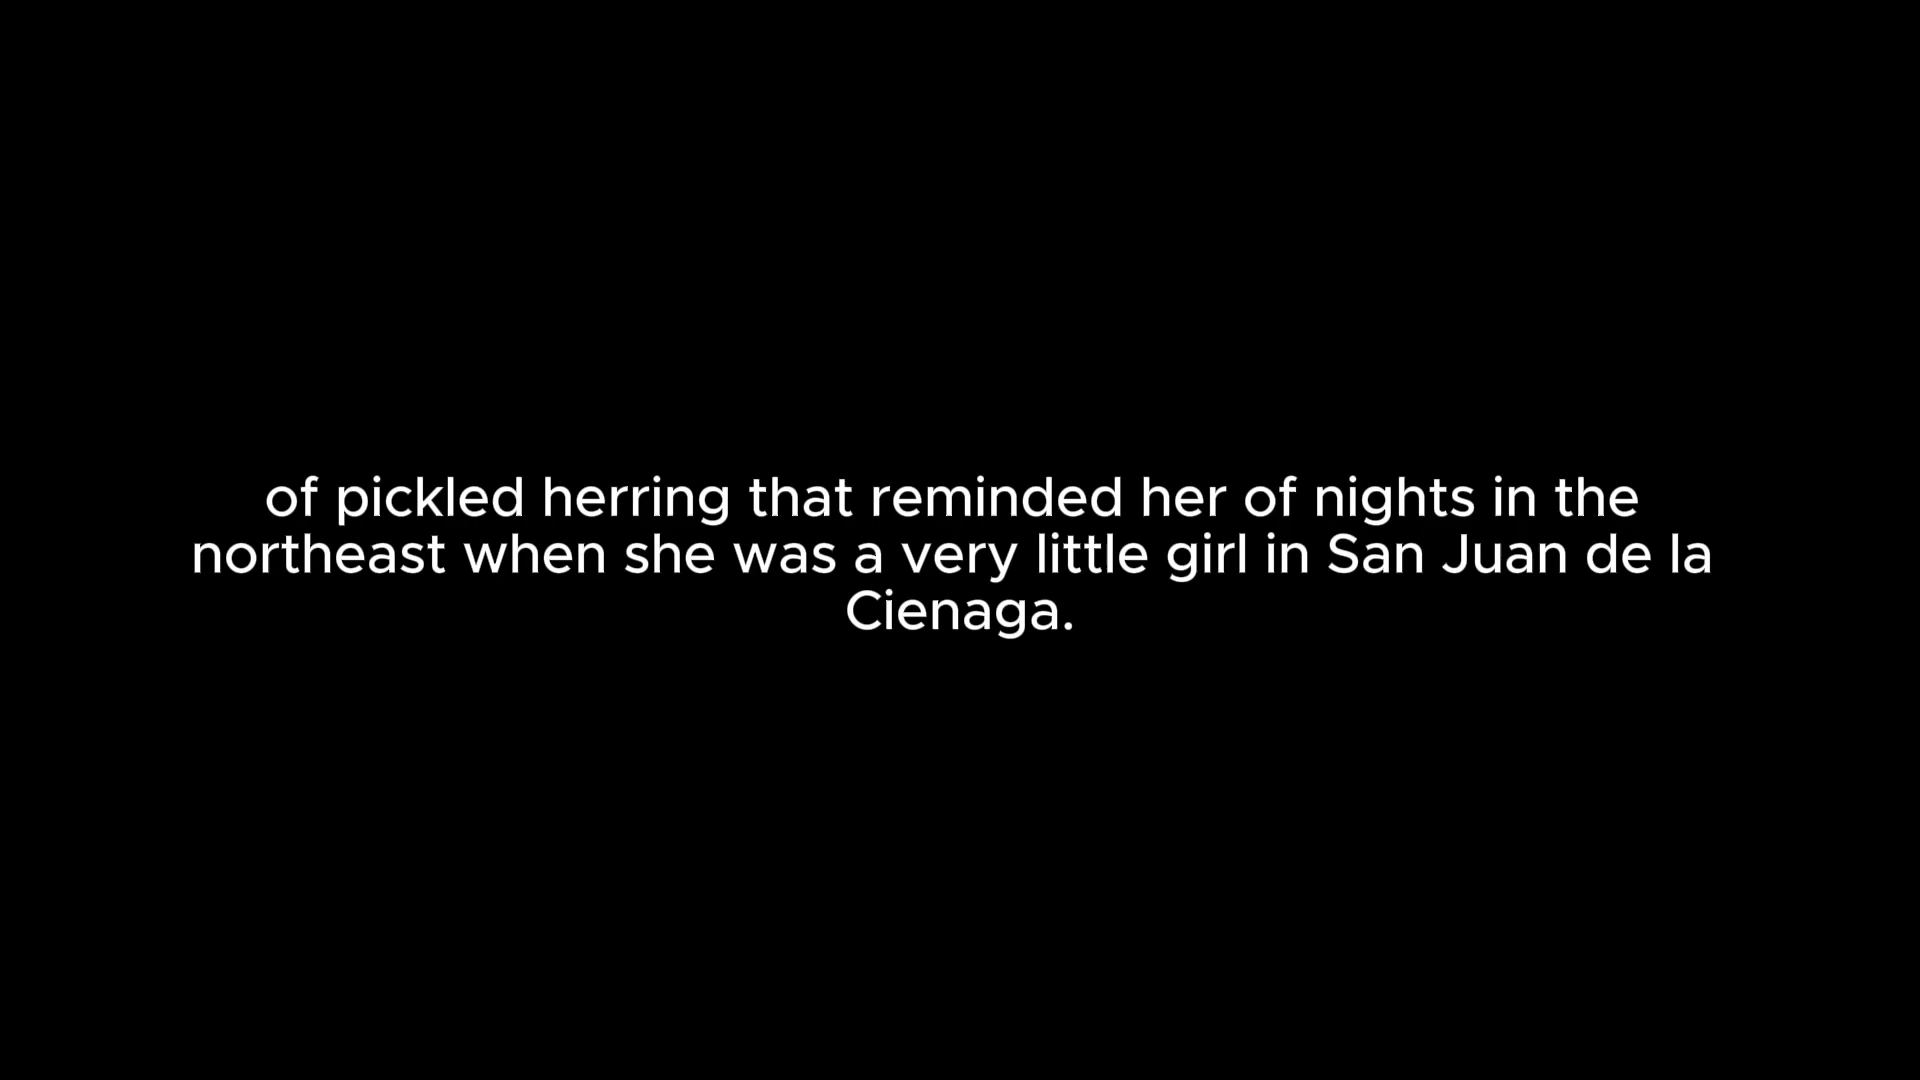 of pickled herring that reminded her of nights in the
northeast when she was a very little girl in San Juan de la
Cienaga.